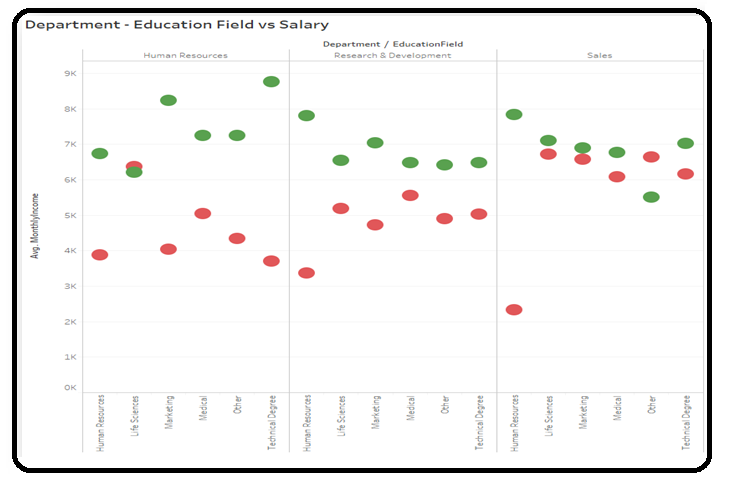 Department - Education Field vs Salary
Department / EducationField
Human Resources Research & Development Sales
9K
8K
7K
6K
5K
4K
3K
2K
1K
0K
Avg. MonthlyIncome
Human Resources
Life Sciences
Marketing
Medical
Other
Technical Degree
Human Resources
Life Sciences
Marketing
Medical
Other
Technical Degree
Human Resources
Life Sciences
Marketing
Medical
Other
Technical Degree